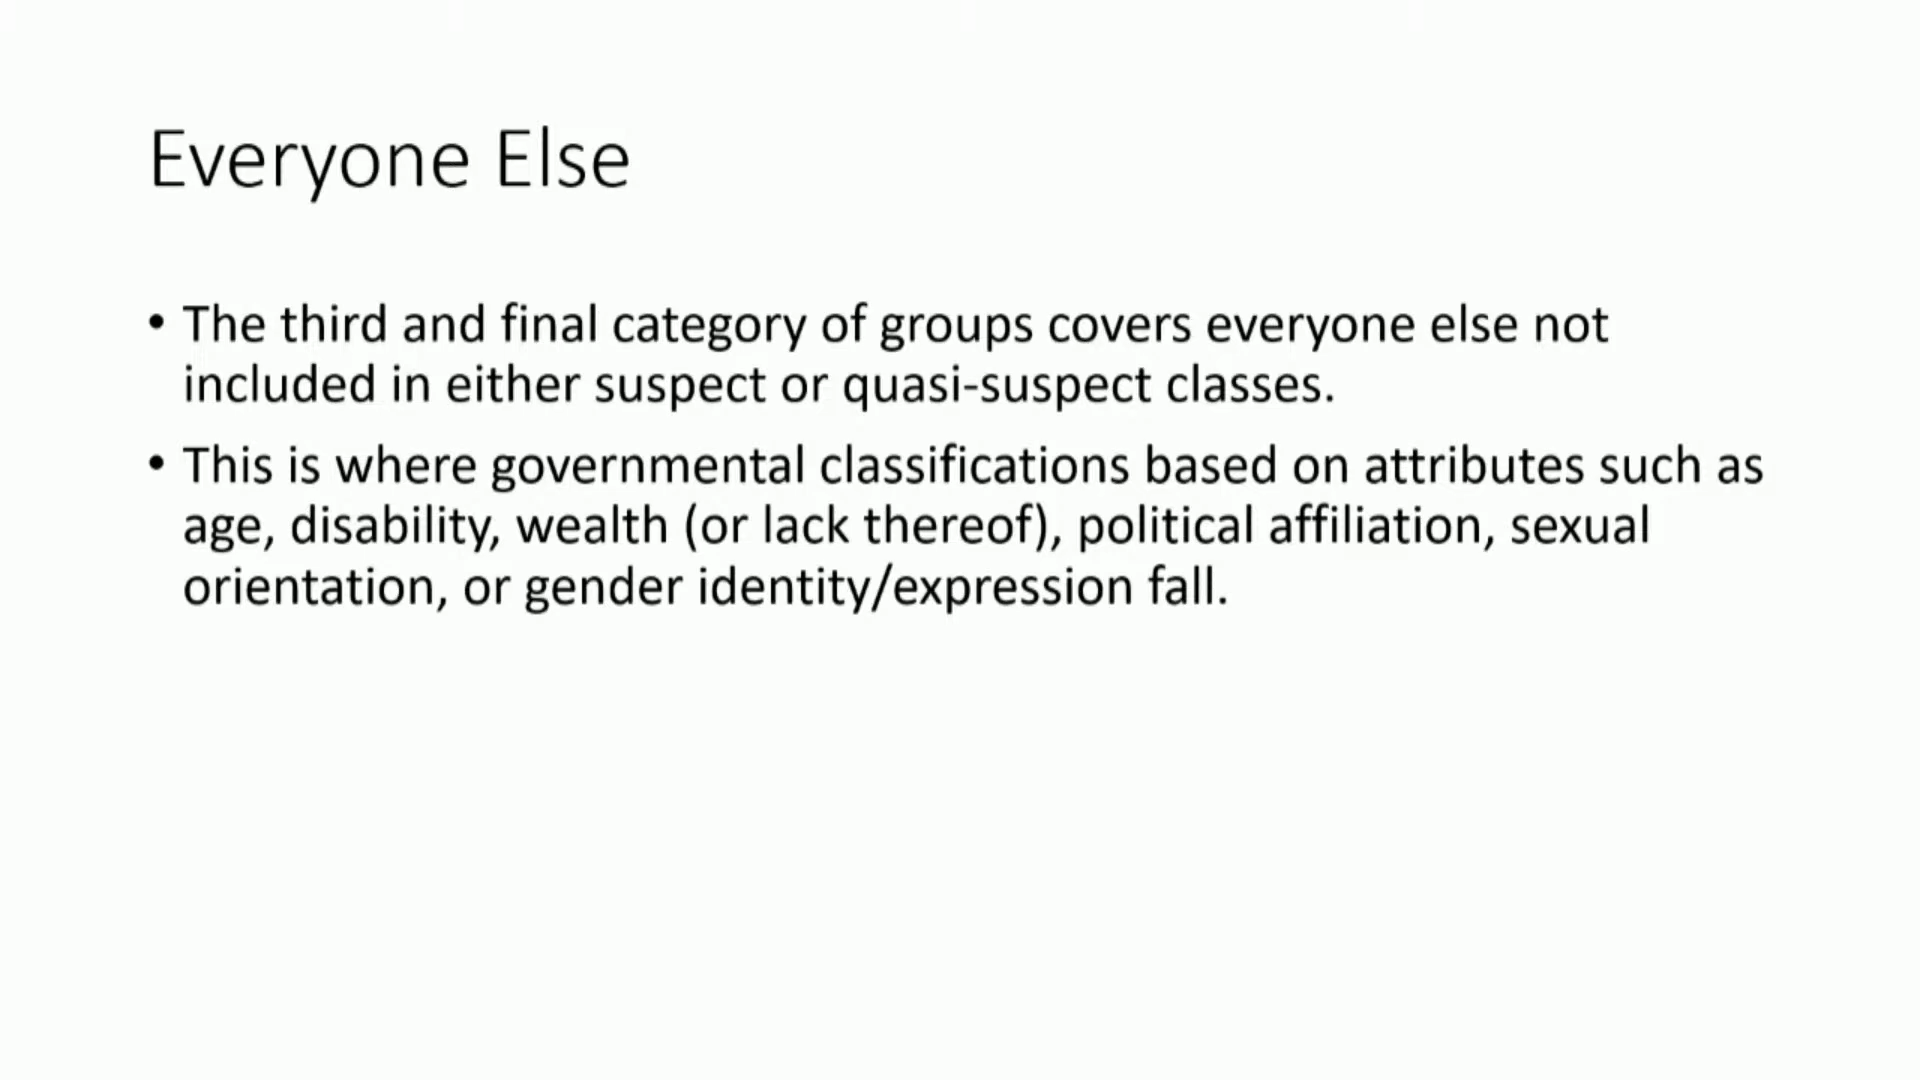 Everyone Else
• The third and final category of groups covers everyone else not
included in either suspect or quasi-suspect classes.
• This is where governmental classifications based on attributes such as
age, disability, wealth (or lack thereof), political affiliation, sexual
orientation, or gender identity/expression fall.